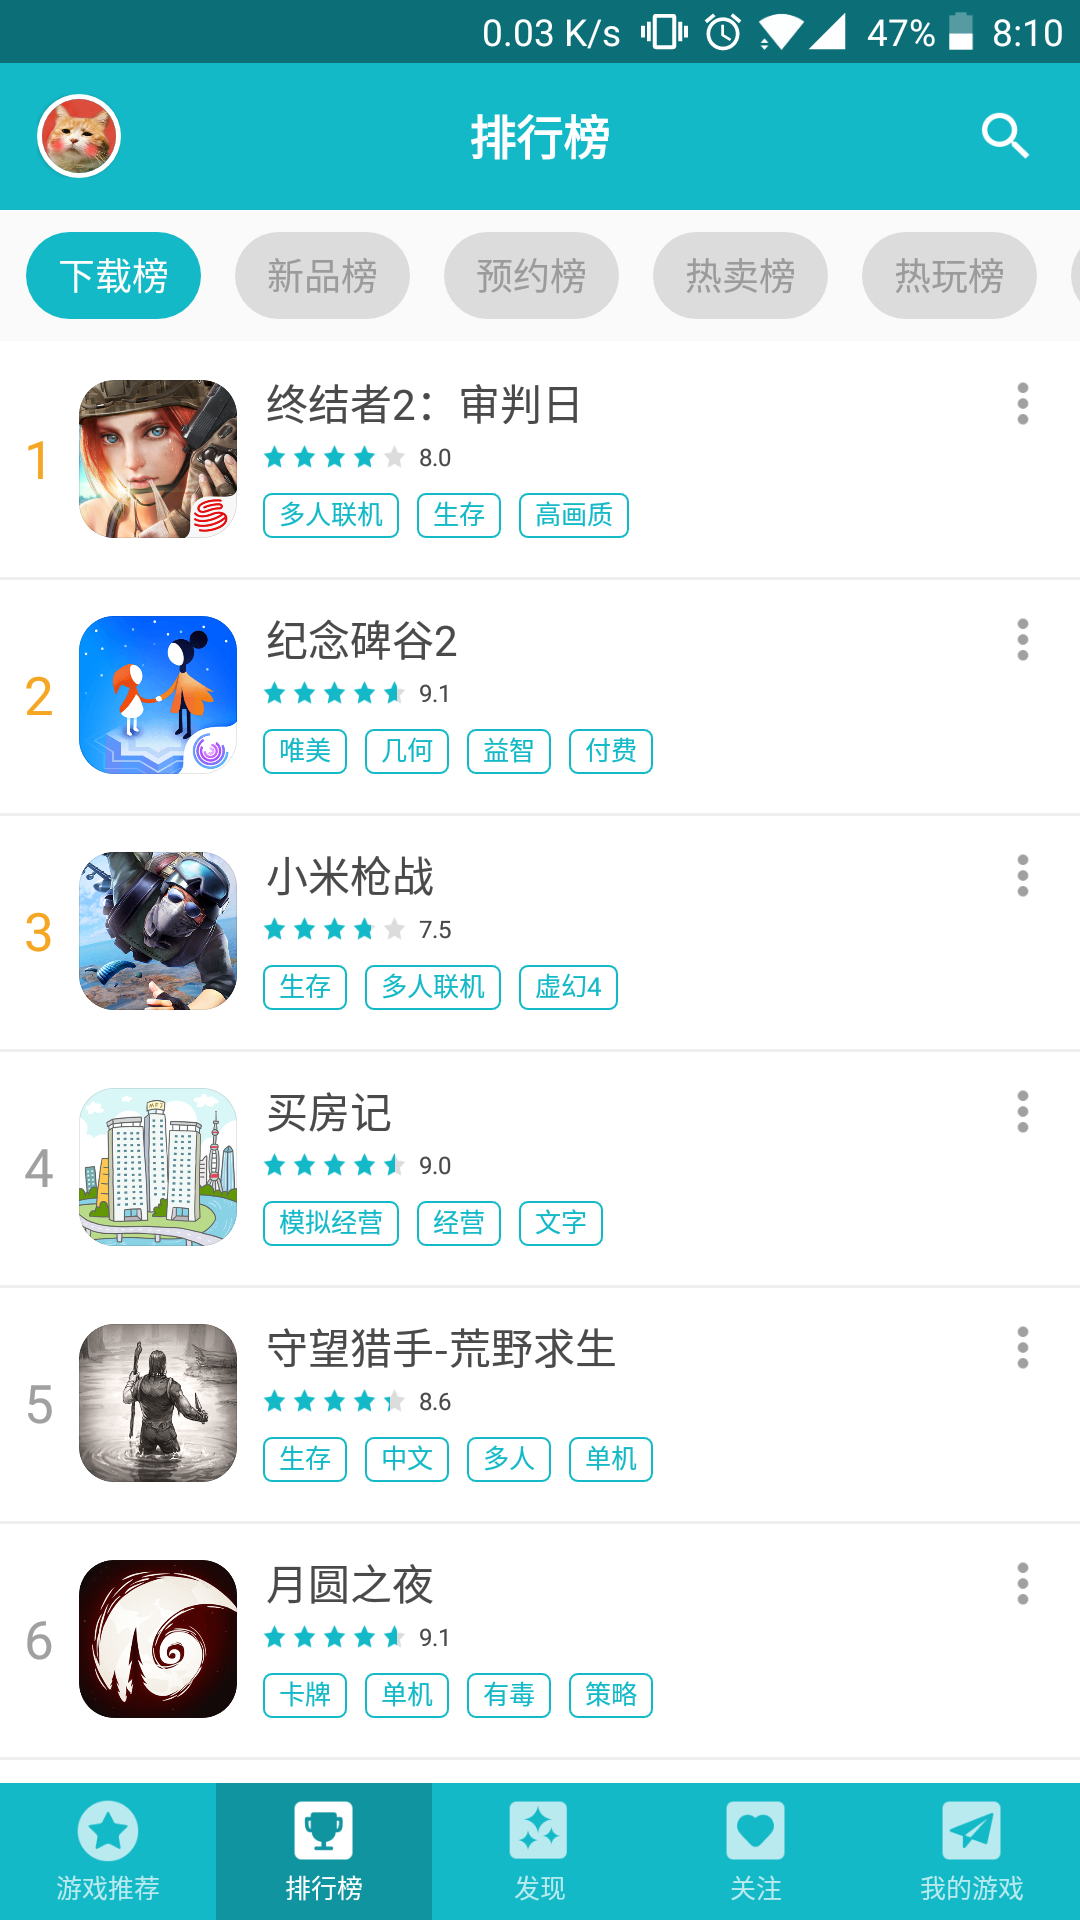 0.03 K/s 47% 8:10
排行榜
下载榜 新品榜 预约榜 热卖榜 热玩榜
1
终结者2：审判日
8.0
多人联机 生存 高画质
2
纪念碑谷2
9.1
唯美 几何 益智 付费
3
小米枪战
7.5
生存 多人联机 虚幻4
4
买房记
9.0
模拟经营 经营 文字
5
守望猎手-荒野求生
8.6
生存 中文 多人 单机
6
月圆之夜
9.1
卡牌 单机 有毒 策略
游戏推荐 排行榜 发现 关注 我的游戏